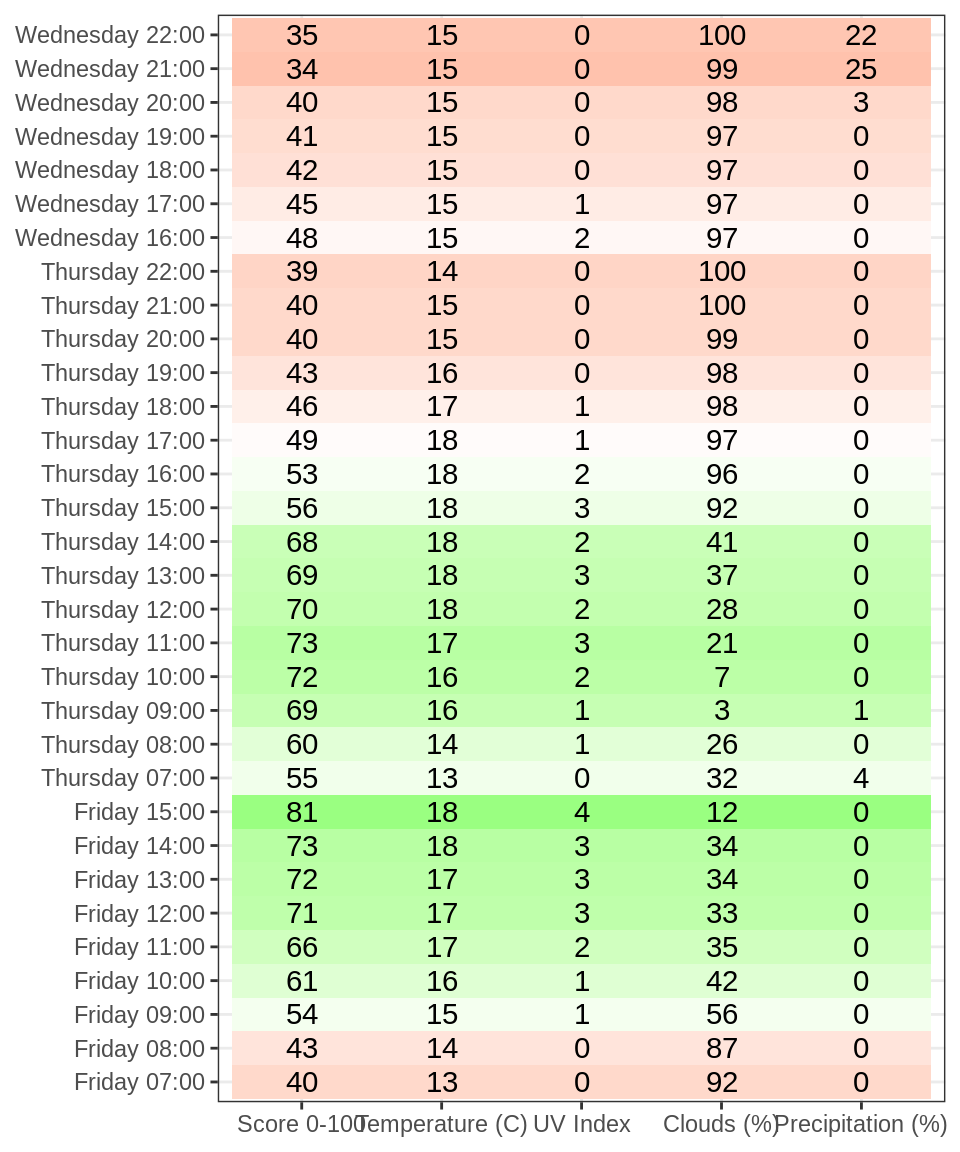 Wednesday 22:00 35 15 0 100 22
Wednesday 21:00 34 15 0 99 25
Wednesday 20:00 40 15 0 98 3
Wednesday 19:00 41 15 0 97 0
Wednesday 18:00 42 15 0 97 0
Wednesday 17:00 45 15 1 97 0
Wednesday 16:00 48 15 2 97 0
Thursday 22:00 39 14 0 100 0
Thursday 21:00 40 15 0 100 0
Thursday 20:00 40 15 0 99 0
Thursday 19:00 43 16 0 98 0
Thursday 18:00 46 17 1 98 0
Thursday 17:00 49 18 1 97 0
Thursday 16:00 53 18 2 96 0
Thursday 15:00 56 18 3 92 0
Thursday 14:00 68 18 2 41 0
Thursday 13:00 69 18 3 37 0
Thursday 12:00 70 18 2 28 0
Thursday 11:00 73 17 3 21 0
Thursday 10:00 72 16 2 7 0
Thursday 09:00 69 16 1 3 1
Thursday 08:00 60 14 1 26 0
Thursday 07:00 55 13 0 32 4
Friday 15:00 81 18 4 12 0
Friday 14:00 73 18 3 34 0
Friday 13:00 72 17 3 34 0
Friday 12:00 71 17 3 33 0
Friday 11:00 66 17 2 35 0
Friday 10:00 61 16 1 42 0
Friday 09:00 54 15 1 56 0
Friday 08:00 43 14 0 87 0
Friday 07:00 40 13 0 92 0
Score 0-100 Temperature (C) UV Index Clouds (%) Precipitation (%)